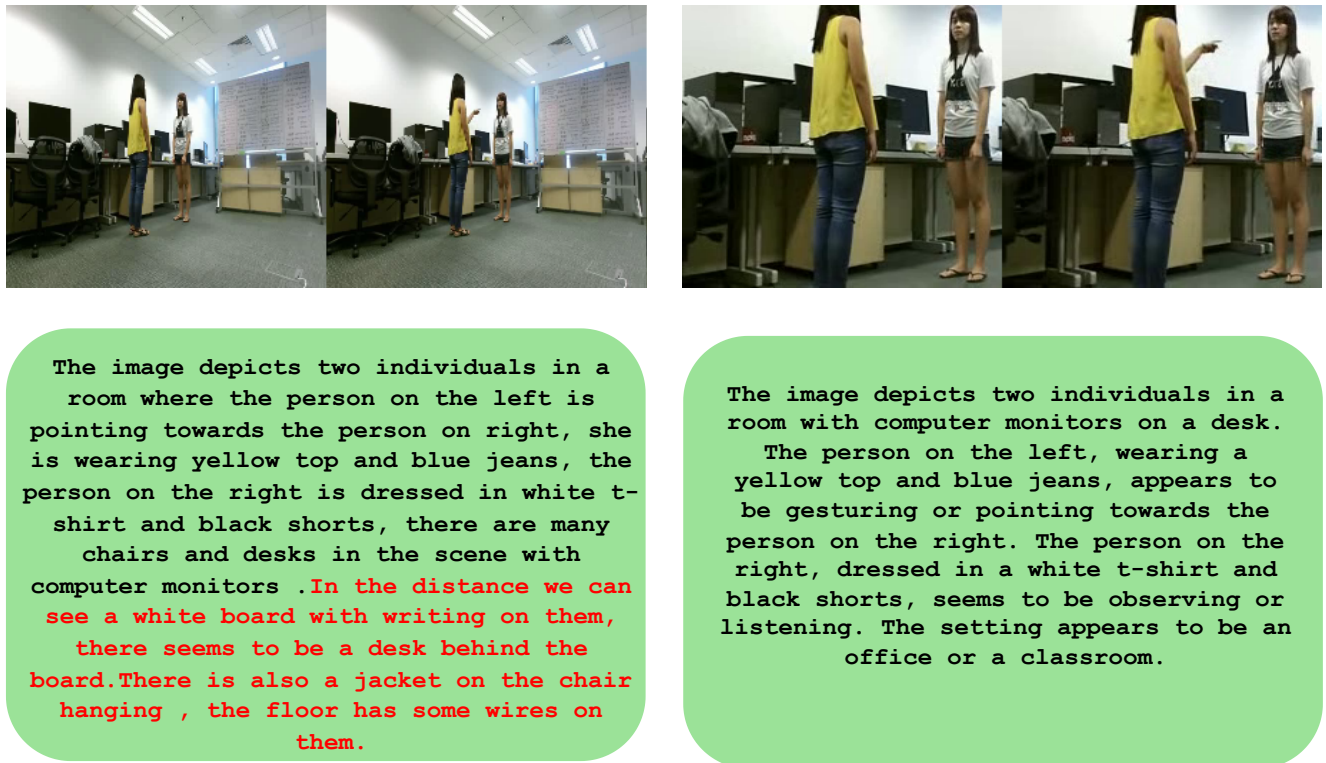 The image depicts two individuals in a
room where the person on the left is
pointing towards the person on right, she
is wearing yellow top and blue jeans, the
person on the right is dressed in white t-
shirt and black shorts, there are many
chairs and desks in the scene with
computer monitors .In the distance we can
see a white board with writing on them,
there seems to be a desk behind the
board.There is also a jacket on the chair
hanging , the floor has some wires on
them.
The image depicts two individuals in a
room with computer monitors on a desk.
The person on the left, wearing a
yellow top and blue jeans, appears to
be gesturing or pointing towards the
person on the right. The person on the
right, dressed in a white t-shirt and
black shorts, seems to be observing or
listening. The setting appears to be an
office or a classroom.